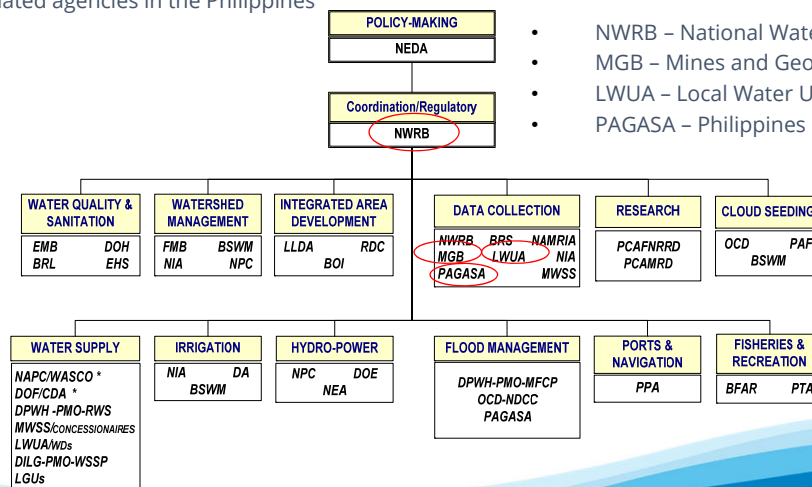 ated agencies in the Philippines
• NWRB – National Wate
• MGB – Mines and Geo
• LWUA – Local Water U
• PAGASA – Philippines
POLICY-MAKING
NEDA
Coordination/Regulatory
NWRB
WATER QUALITY &
SANITATION
EMB DOH
BRL EHS
WATERSHED
MANAGEMENT
FMB BSWM
NIA NPC
INTEGRATED AREA
DEVELOPMENT
LLDA RDC
BOI
DATA COLLECTION
NWRB BRS NAMRIA
MGB LWUA NIA
PAGASA MWSS
RESEARCH
PCAFNRRD
PCAMRD
CLOUD SEEDING
OCD PAF
BSWM
WATER SUPPLY
NAPC/WASCO *
DOF/CDA *
DPWH -PMO-RWS
MWSS/CONCESSIONAIRES
LWUA/WDs
DILG-PMO-WSSP
LGUs
IRRIGATION
NIA DA
BSWM
HYDRO-POWER
NPC DOE
NEA
FLOOD MANAGEMENT
DPWH-PMO-MFCP
OCD-NDCC
PAGASA
PORTS &
NAVIGATION
PPA
FISHERIES &
RECREATION
BFAR PTA